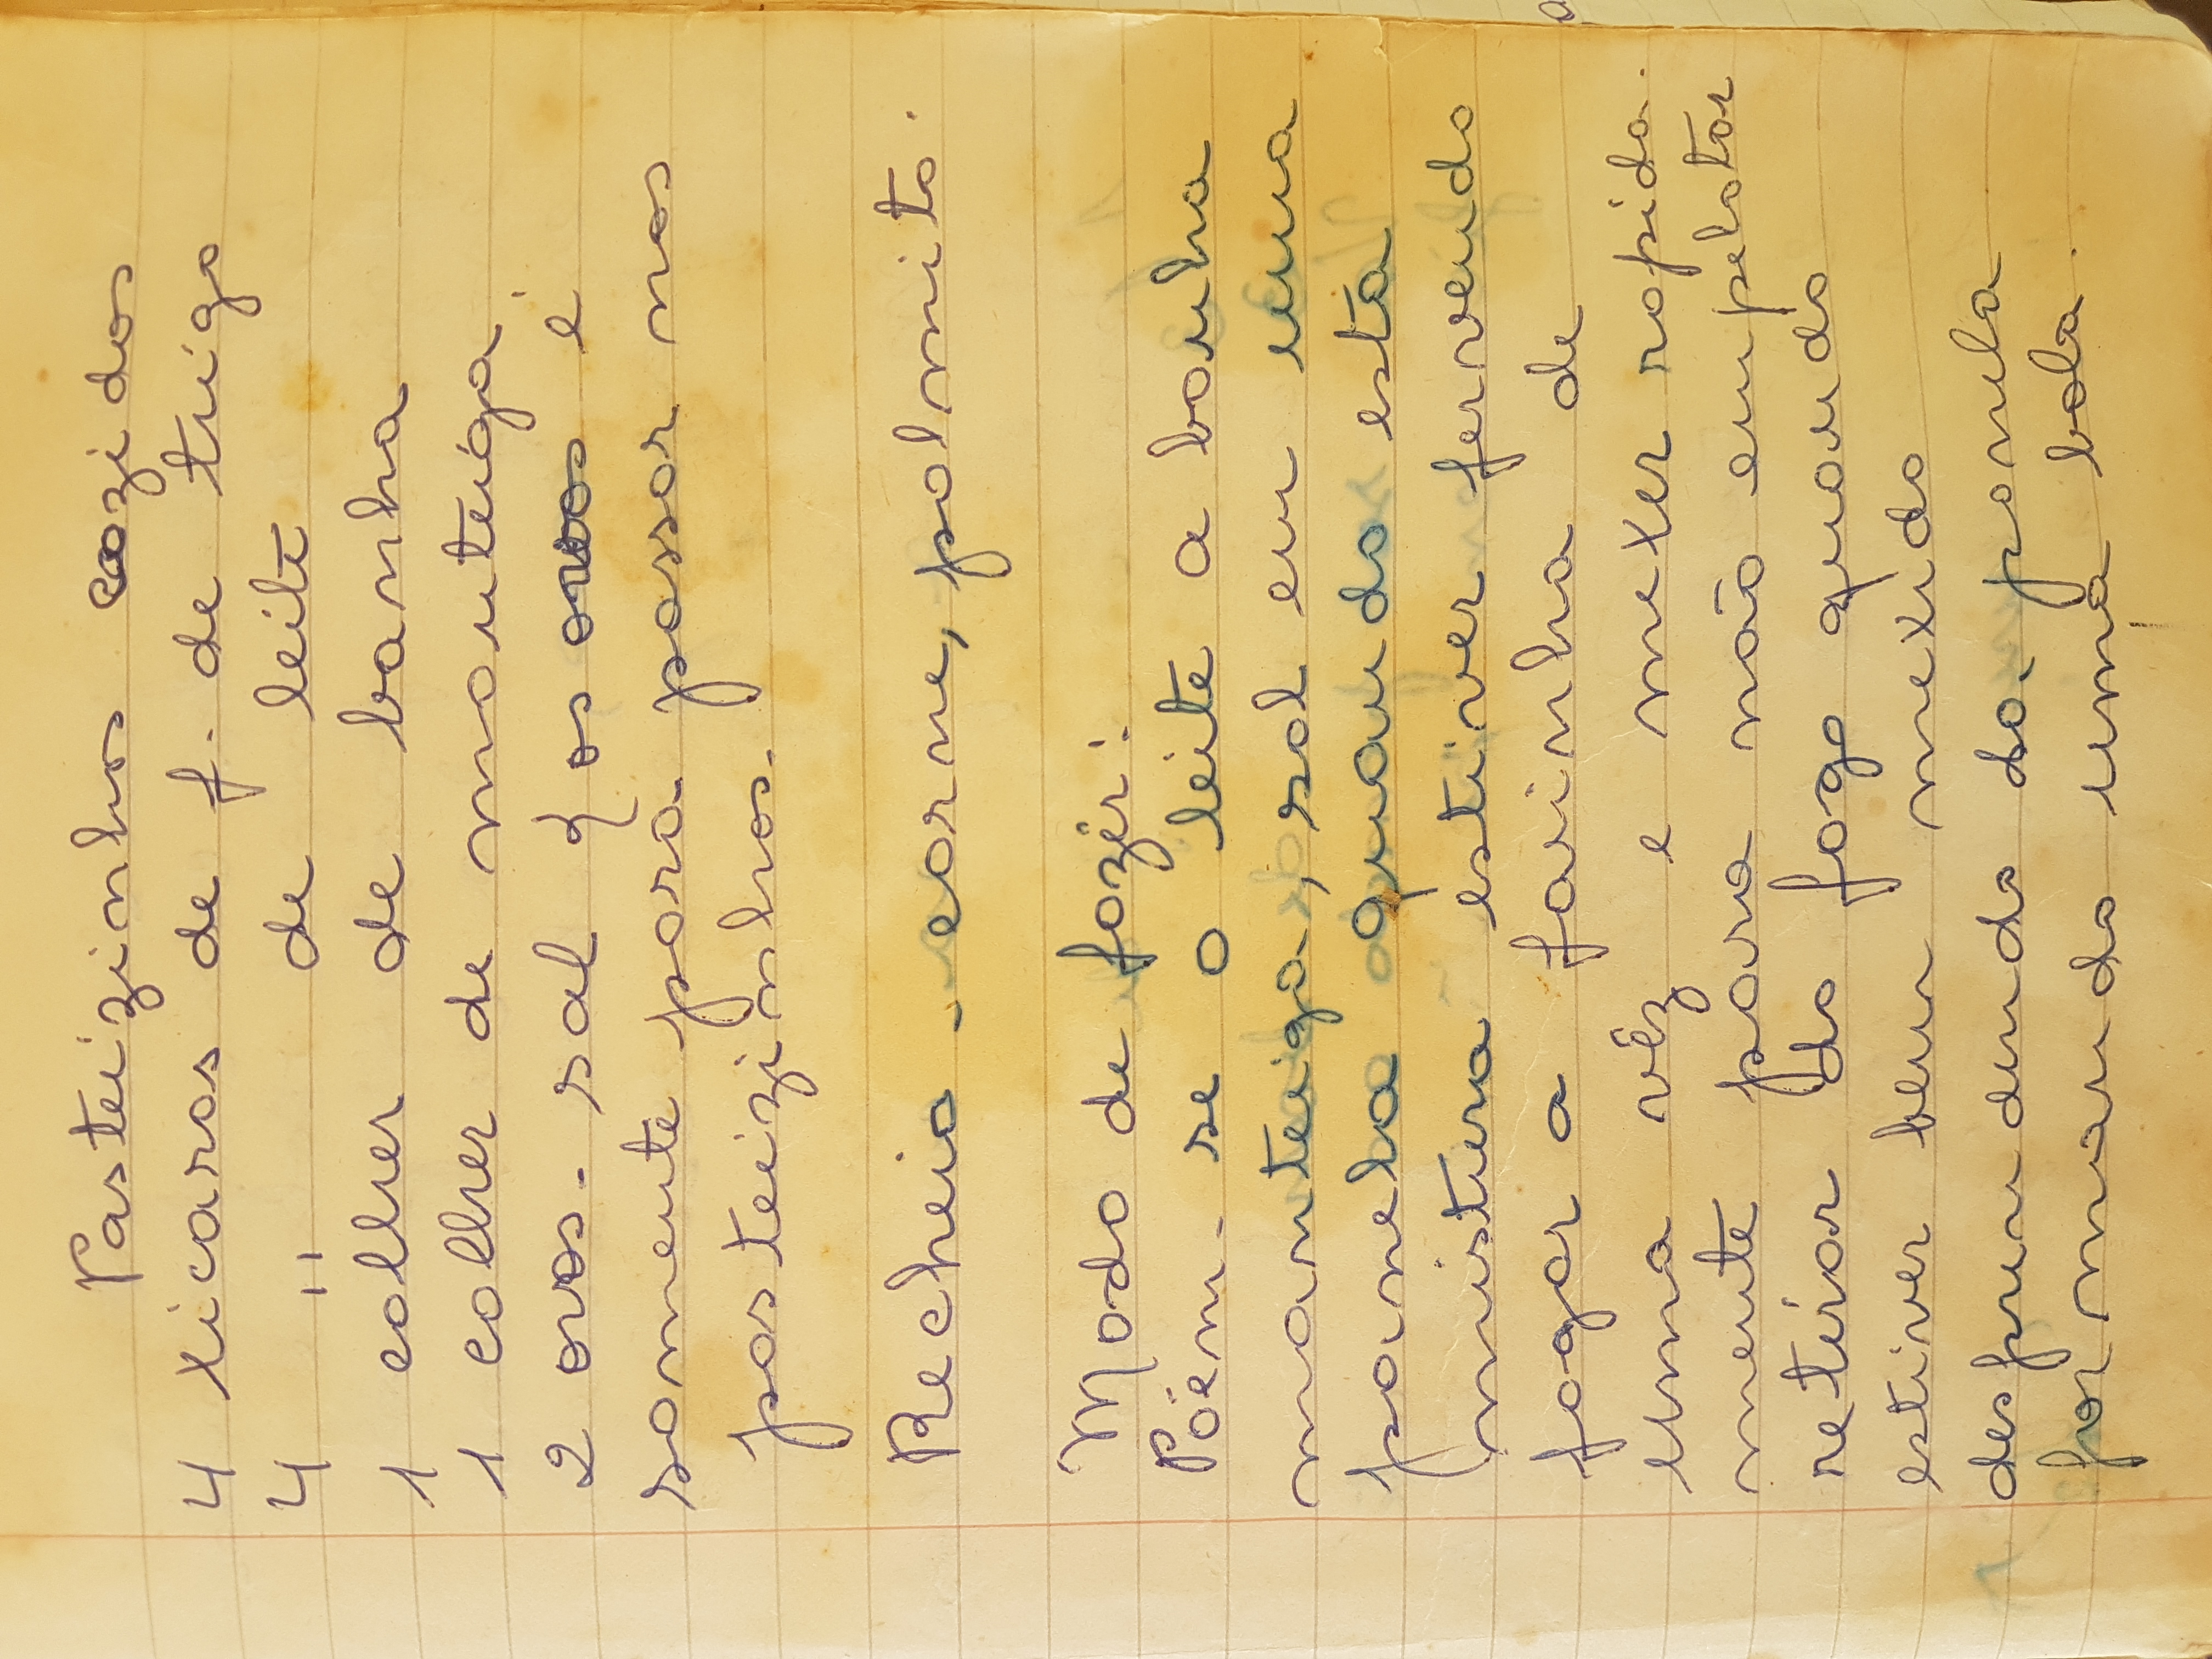 Pasteizinhos cozidos
4 xicaras de f. de trigo
4 " de leite
1 colher de banha
1 colher de manteiga
2 ovos - sal { os ovos é
somente para passar nos
pasteizinhos.
Recheio - carne, palmito.
Modo de fazêr:
Põem-se o leite a banha
manteiga, sal em uma
panela quando esta
mistura estiver fervendo
jogar a farinha de
uma vêz e mexer rapida-
mente para não empelotar
retirar do fogo quando
estiver bem mexido
desprendendo da panela
formando uma bola.